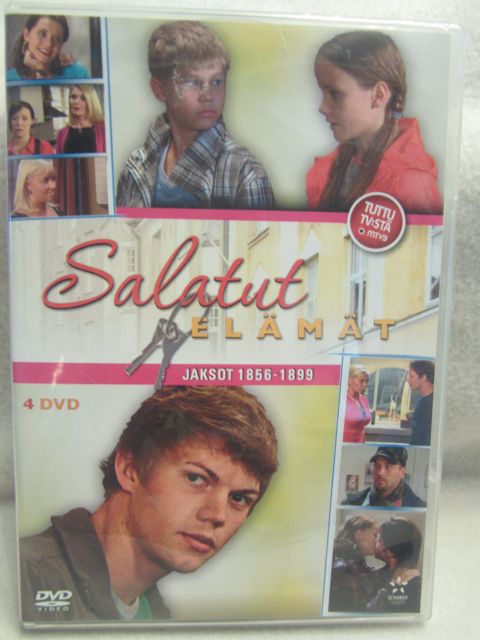 TUTTU
TV:STÄ
MTV3
Salatut
ELÄMÄT
JAKSOT 1856-1899
4 DVD
DVD
VIDEO